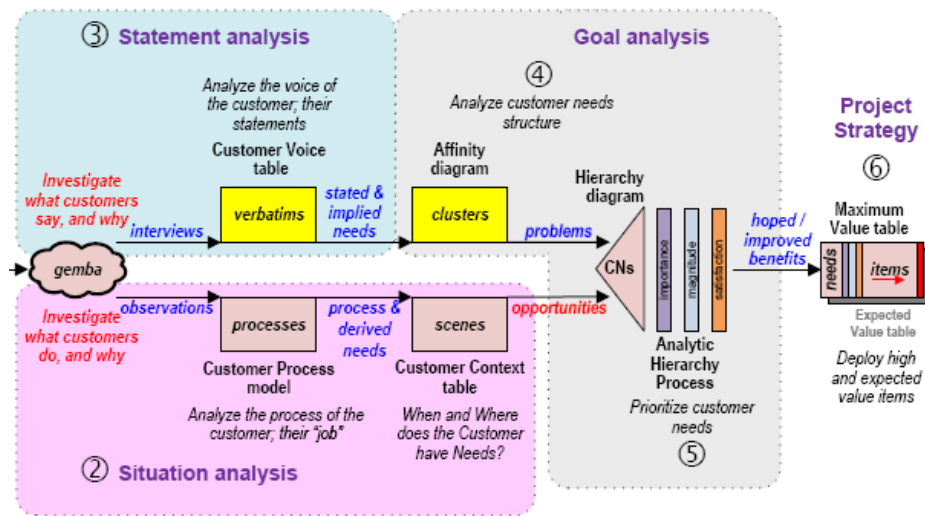 ③ Statement analysis
Analyze the voice of
the customer; their
statements
Customer Voice
table
Investigate
what customers
say, and why
interviews
verbatims
stated &
implied
needs
Goal analysis
④
Analyze customer needs
structure
Affinity
diagram
clusters
problems
Hierarchy
diagram
CNs
importance
magnitude
satisfaction
Analytic
Hierarchy
Process
Prioritize customer
needs
⑤
hoped /
improved
benefits
Project
Strategy
⑥
Maximum
Value table
needs
items
Expected
Value table
Deploy high
and expected
value items
gemba
Investigate
what customers
do, and why
observations
processes
process &
derived
needs
scenes
opportunities
Customer Process
model
Analyze the process of the
customer; their "job"
Customer Context
table
When and Where
does the Customer
have Needs?
② Situation analysis